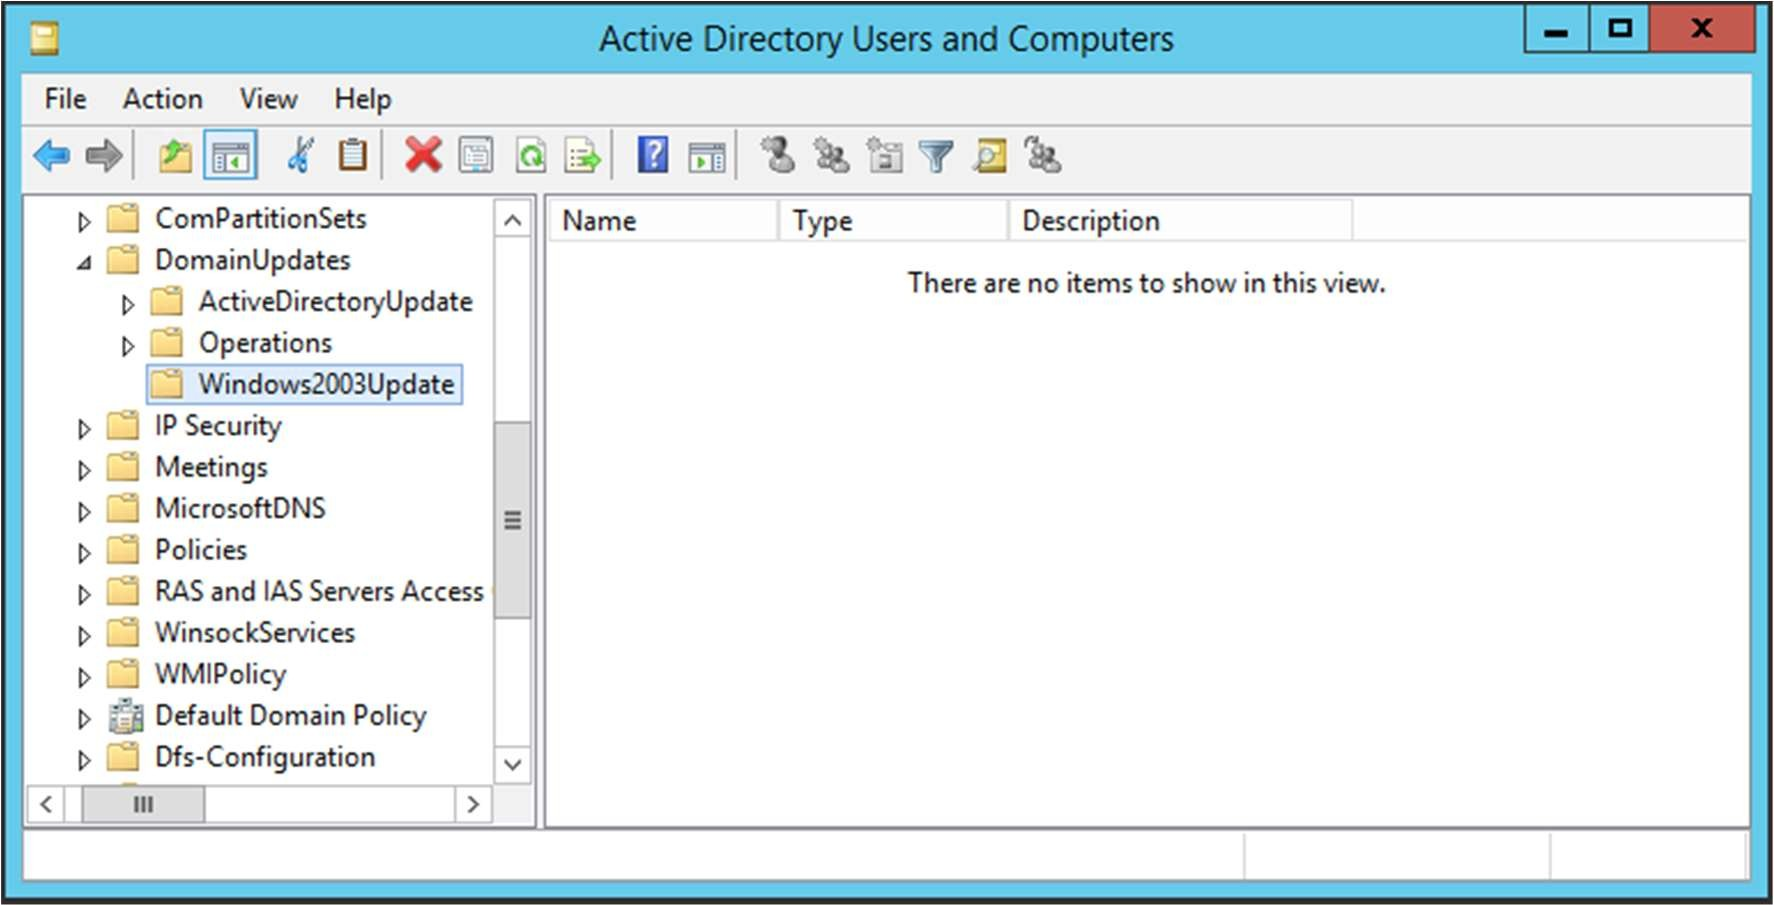 Active Directory Users and Computers
File Action View Help
ComPartitionSets
DomainUpdates
ActiveDirectoryUpdate
Operations
Windows2003Update
IP Security
Meetings
MicrosoftDNS
Policies
RAS and IAS Servers Access
WinsockServices
WMIPolicy
Default Domain Policy
Dfs-Configuration
Name Type Description
There are no items to show in this view.